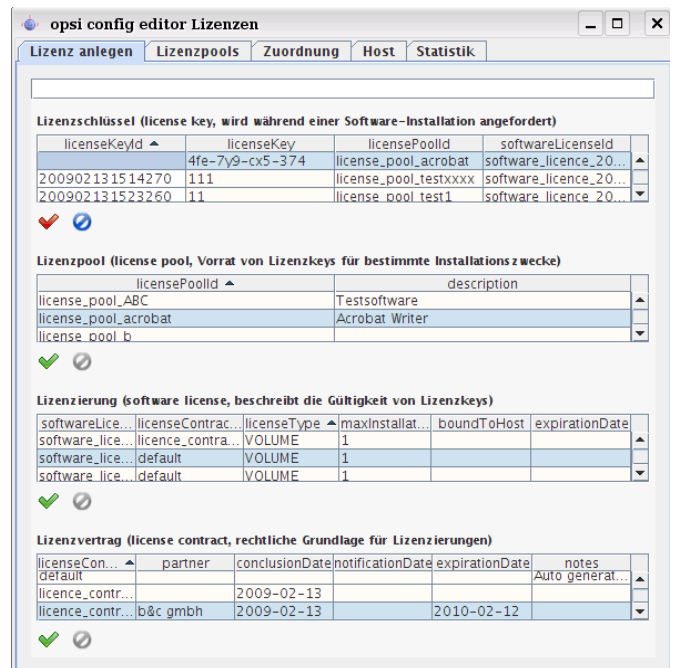 opsi config editor Lizenzen
Lizenz anlegen Lizenzpools Zuordnung Host Statistik
Lizenzschlüssel (license key, wird während einer Software-Installation angefordert)
licenseKeyId licenseKey licensePoolId softwareLicenseId
4fe-7y9-cx5-374 license_pool_acrobat software_licence_20...
200902131514270 111 license_pool_testxxxx software_licence_20...
200902131523260 11 license_pool_test1 software_licence_20...
Lizenzpool (license pool, Vorrat von Lizenzkeys für bestimmte Installationszwecke)
licensePoolId description
license_pool_ABC Testsoftware
license_pool_acrobat Acrobat Writer
license_pool_b
Lizenzierung (software license, beschreibt die Gültigkeit von Lizenzkeys)
softwareLice... licenseContrac... licenseType maxInstallat... boundToHost expirationDate
software_lice... licence_contra... VOLUME 1
software_lice... default VOLUME 1
software_lice... default VOLUME 1
Lizenzvertrag (license contract, rechtliche Grundlage für Lizenzierungen)
licenseCon... partner conclusionDate notificationDate expirationDate notes
default Auto generat...
licence_contr... 2009-02-13
licence_contr... b&c gmbh 2009-02-13 2010-02-12